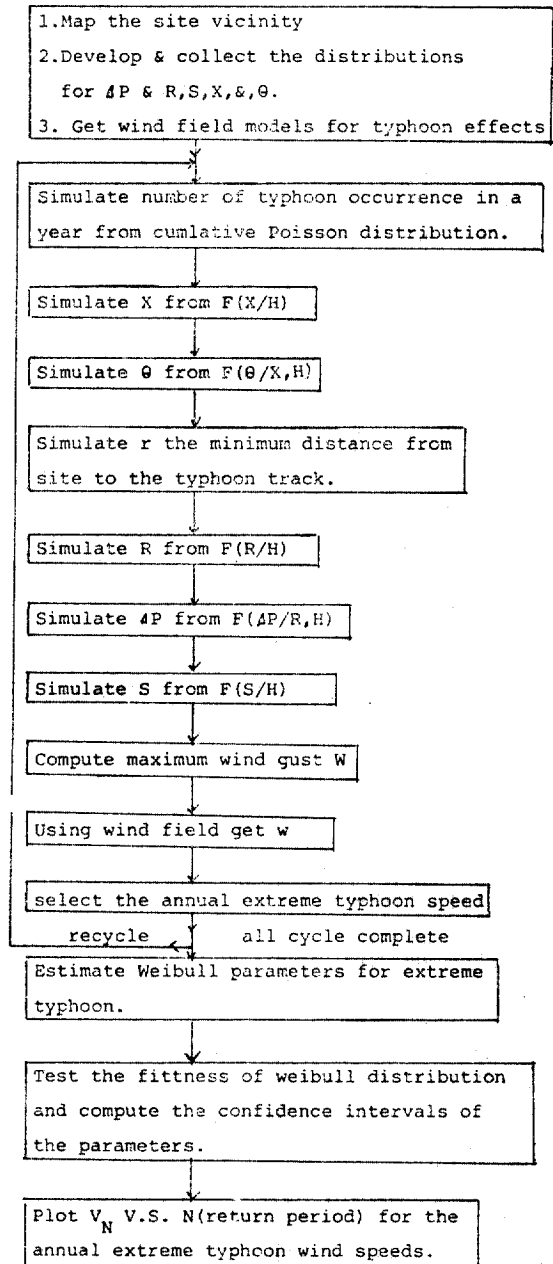 1.Map the site vicinity
2.Develop & collect the distributions
for ΔP & R,S,X,&,θ.
3. Get wind field models for typhoon effects
Simulate number of typhoon occurrence in a
year from cumlative Poisson distribution.
Simulate X from F(X/H)
Simulate θ from F(θ/X,H)
Simulate r the minimum distance from
site to the typhoon track.
Simulate R from F(R/H)
Simulate ΔP from F(ΔP/R,H)
Simulate S from F(S/H)
Compute maximum wind gust W
Using wind field get w
select the annual extreme typhoon speed
recycle all cycle complete
Estimate Weibull parameters for extreme
typhoon.
Test the fittness of weibull distribution
and compute the confidence intervals of
the parameters.
Plot V_N V.S. N(return period) for the
annual extreme typhoon wind speeds.